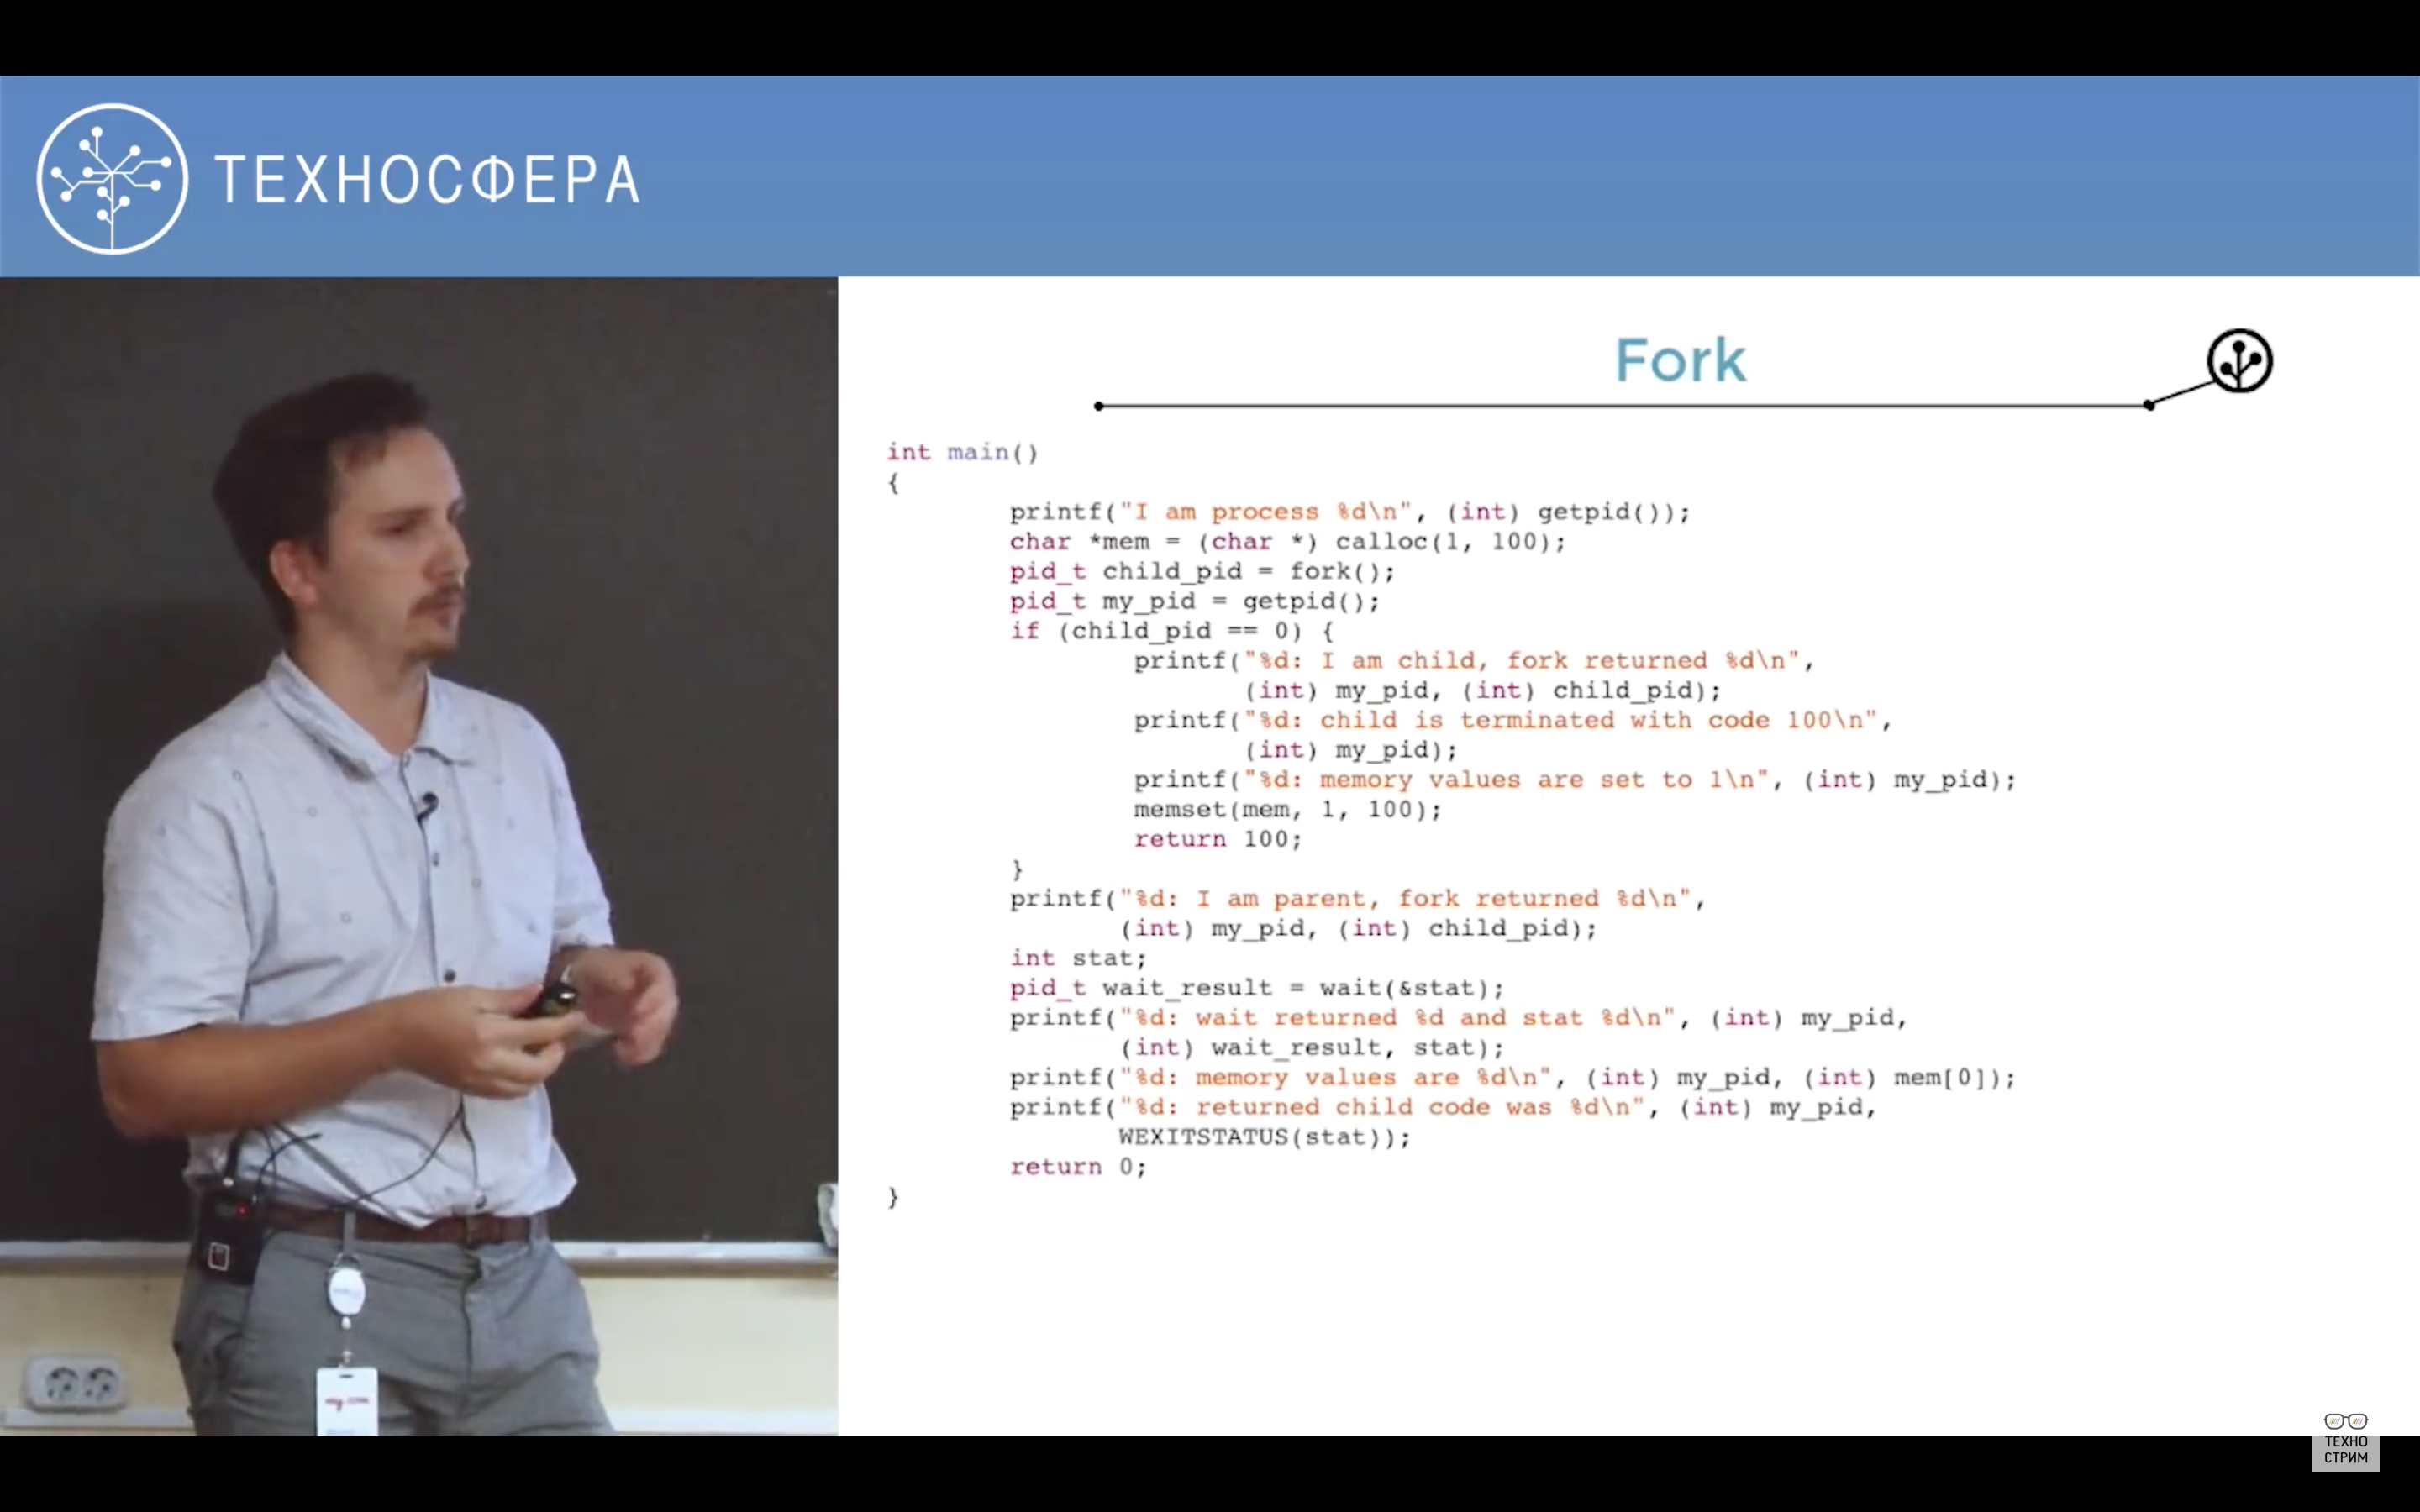 ТЕХНОСФЕРА
Fork
int main()
{
printf("I am process %d\n", (int) getpid());
char *mem = (char *) calloc(1, 100);
pid_t child_pid = fork();
pid_t my_pid = getpid();
if (child_pid == 0) {
printf("%d: I am child, fork returned %d\n",
(int) my_pid, (int) child_pid);
printf("%d: child is terminated with code 100\n",
(int) my_pid);
printf("%d: memory values are set to 1\n", (int) my_pid);
memset(mem, 1, 100);
return 100;
}
printf("%d: I am parent, fork returned %d\n",
(int) my_pid, (int) child_pid);
int stat;
pid_t wait_result = wait(&stat);
printf("%d: wait returned %d and stat %d\n", (int) my_pid,
(int) wait_result, stat);
printf("%d: memory values are %d\n", (int) my_pid, (int) mem[0]);
printf("%d: returned child code was %d\n", (int) my_pid,
WEXITSTATUS(stat));
return 0;
}
ТЕХНО
СТРИМ